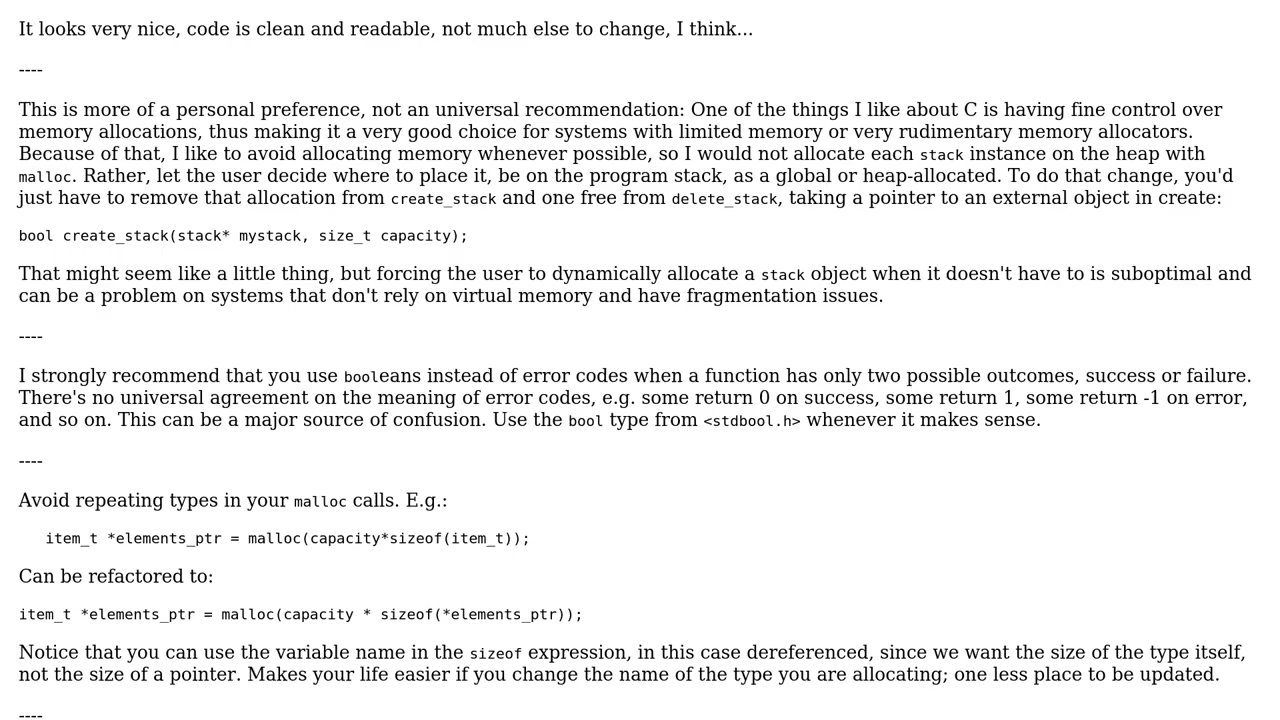 It looks very nice, code is clean and readable, not much else to change, I think...
----
This is more of a personal preference, not an universal recommendation: One of the things I like about C is having fine control over
memory allocations, thus making it a very good choice for systems with limited memory or very rudimentary memory allocators.
Because of that, I like to avoid allocating memory whenever possible, so I would not allocate each stack instance on the heap with
malloc. Rather, let the user decide where to place it, be on the program stack, as a global or heap-allocated. To do that change, you'd
just have to remove that allocation from create_stack and one free from delete_stack, taking a pointer to an external object in create:
bool create_stack(stack* mystack, size_t capacity);
That might seem like a little thing, but forcing the user to dynamically allocate a stack object when it doesn't have to is suboptimal and
can be a problem on systems that don't rely on virtual memory and have fragmentation issues.
----
I strongly recommend that you use booleans instead of error codes when a function has only two possible outcomes, success or failure.
There's no universal agreement on the meaning of error codes, e.g. some return 0 on success, some return 1, some return -1 on error,
and so on. This can be a major source of confusion. Use the bool type from <stdbool.h> whenever it makes sense.
----
Avoid repeating types in your malloc calls. E.g.:
item_t *elements_ptr = malloc(capacity*sizeof(item_t));
Can be refactored to:
item_t *elements_ptr = malloc(capacity * sizeof(*elements_ptr));
Notice that you can use the variable name in the sizeof expression, in this case dereferenced, since we want the size of the type itself,
not the size of a pointer. Makes your life easier if you change the name of the type you are allocating; one less place to be updated.
----